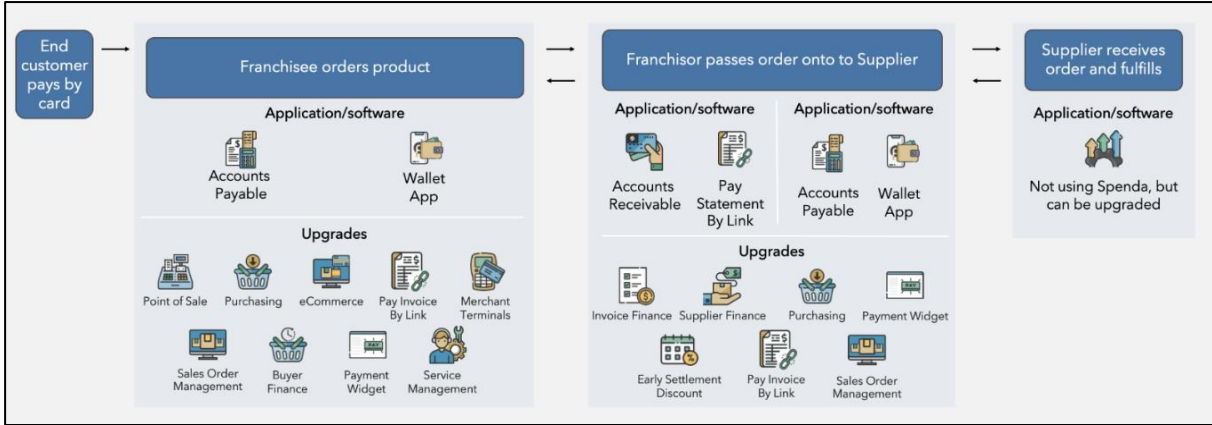 End
customer
pays by
card
Franchisee orders product
Application/software
Accounts
Payable
Wallet
App
Upgrades
Point of Sale
Purchasing
eCommerce
Pay Invoice
By Link
Merchant
Terminals
Sales Order
Management
Buyer
Finance
Payment
Widget
Service
Management
Franchisor passes order onto to Supplier
Application/software
Accounts
Receivable
Pay
Statement
By Link
Application/software
Accounts
Payable
Wallet
App
Upgrades
Invoice Finance
Supplier Finance
Purchasing
Payment Widget
Early Settlement
Discount
Pay Invoice
By Link
Sales Order
Management
Supplier receives
order and fulfills
Application/software
Not using Spenda, but
can be upgraded